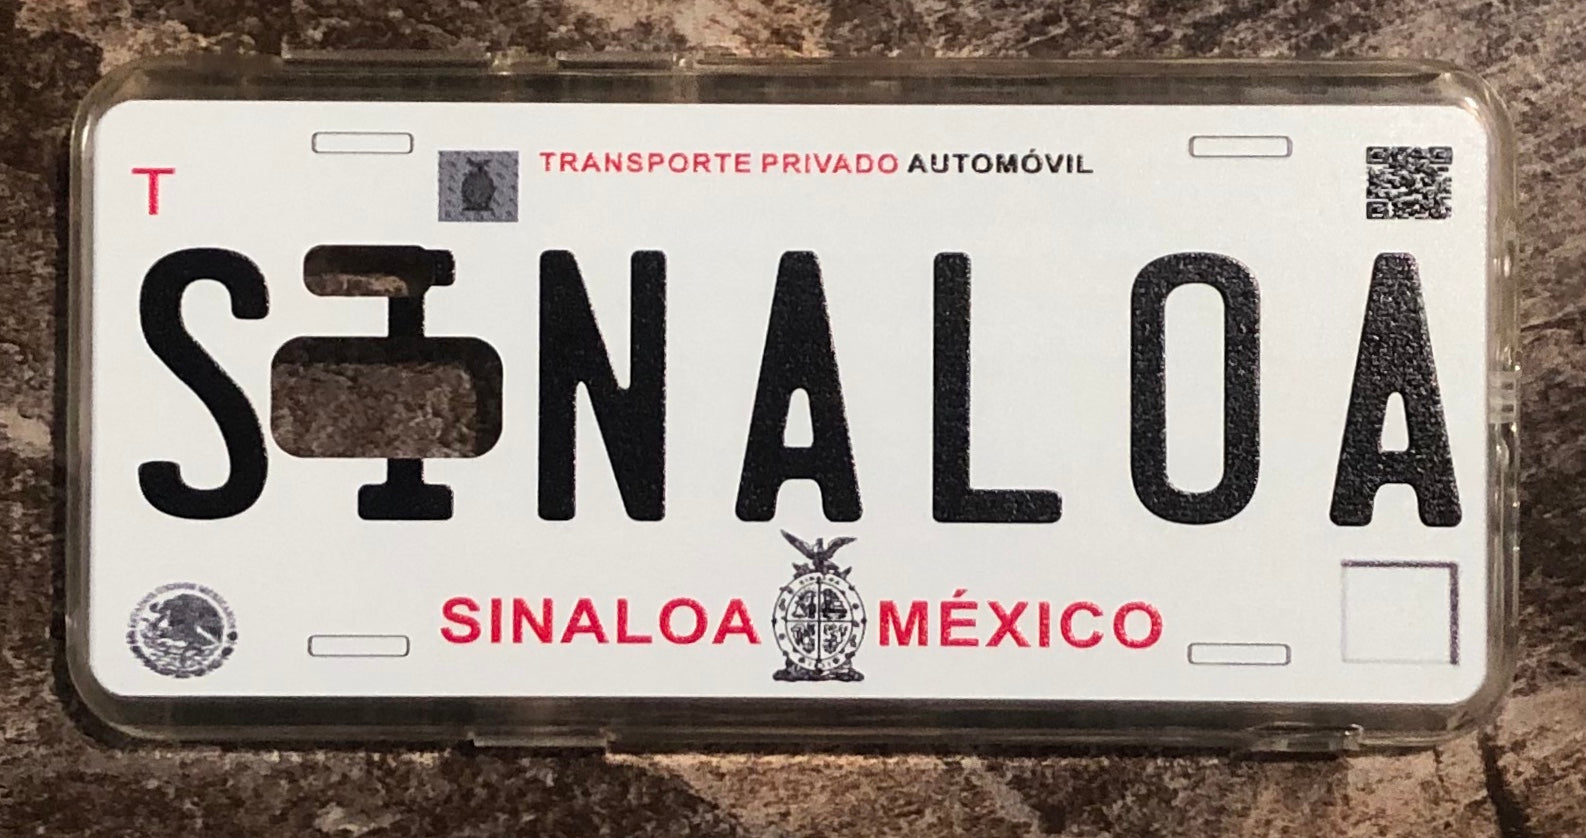 T
TRANSPORTE PRIVADO AUTOMÓVIL
SINALOA
SINALOA MÉXICO